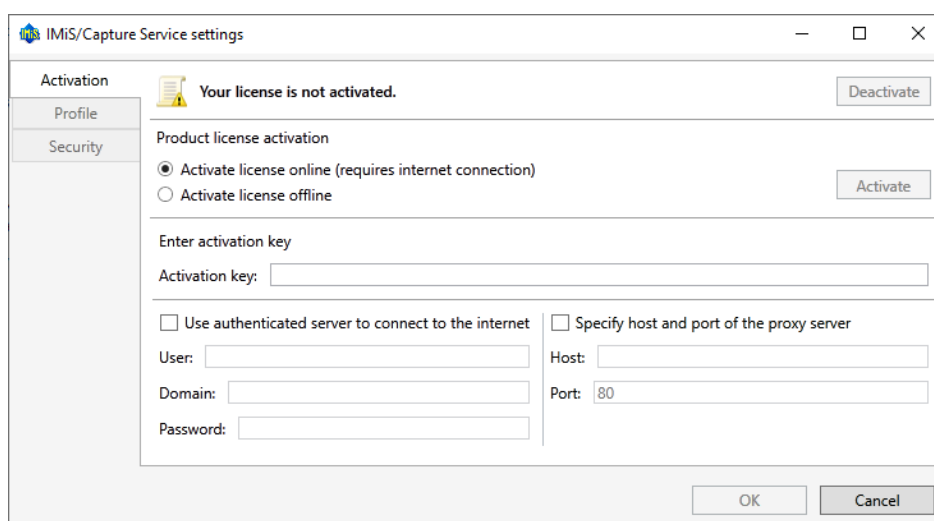 IMiS/Capture Service settings
Activation
Profile
Security
Your license is not activated.
Deactivate
Product license activation
Activate license online (requires internet connection)
Activate license offline
Activate
Enter activation key
Activation key:
Use authenticated server to connect to the internet
User:
Domain:
Password:
Specify host and port of the proxy server
Host:
Port: 80
OK
Cancel